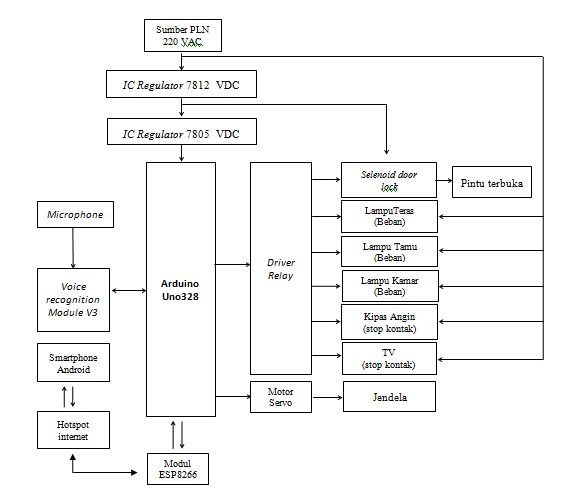 Sumber PLN
220 VAC
IC Regulator 7812 VDC
IC Regulator 7805 VDC
Selenoid door
lock
Pintu terbuka
Microphone
LampuTeras
(Beban)
Lampu Tamu
(Beban)
Driver
Relay
Voice
recognition
Module V3
Arduino
Uno328
Lampu Kamar
(Beban)
Kipas Angin
(stop kontak)
Smartphone
Android
TV
(stop kontak)
Motor
Servo
Jendela
Hotspot
internet
Modul
ESP8266